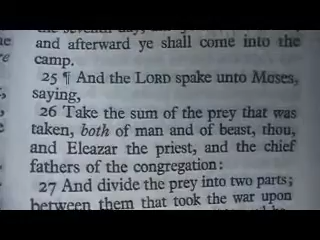 the seventh day,
and afterward ye shall come into the
camp.
25 ¶ And the LORD spake unto Moses,
saying,
26 Take the sum of the prey that was
taken, both of man and of beast, thou,
and Eleazar the priest, and the chief
fathers of the congregation:
27 And divide the prey into two parts;
between them that took the war upon